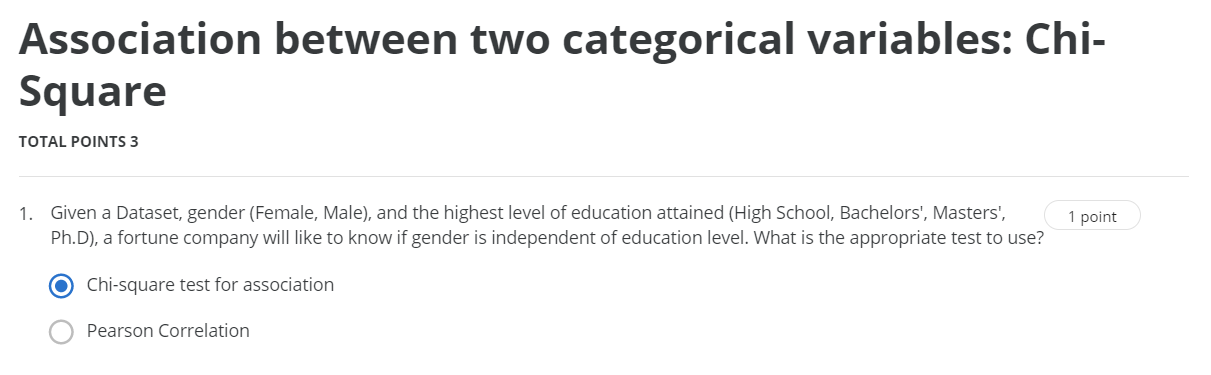 Association between two categorical variables: Chi-
Square
TOTAL POINTS 3
1. Given a Dataset, gender (Female, Male), and the highest level of education attained (High School, Bachelors', Masters',
Ph.D), a fortune company will like to know if gender is independent of education level. What is the appropriate test to use?
1 point
Chi-square test for association
Pearson Correlation